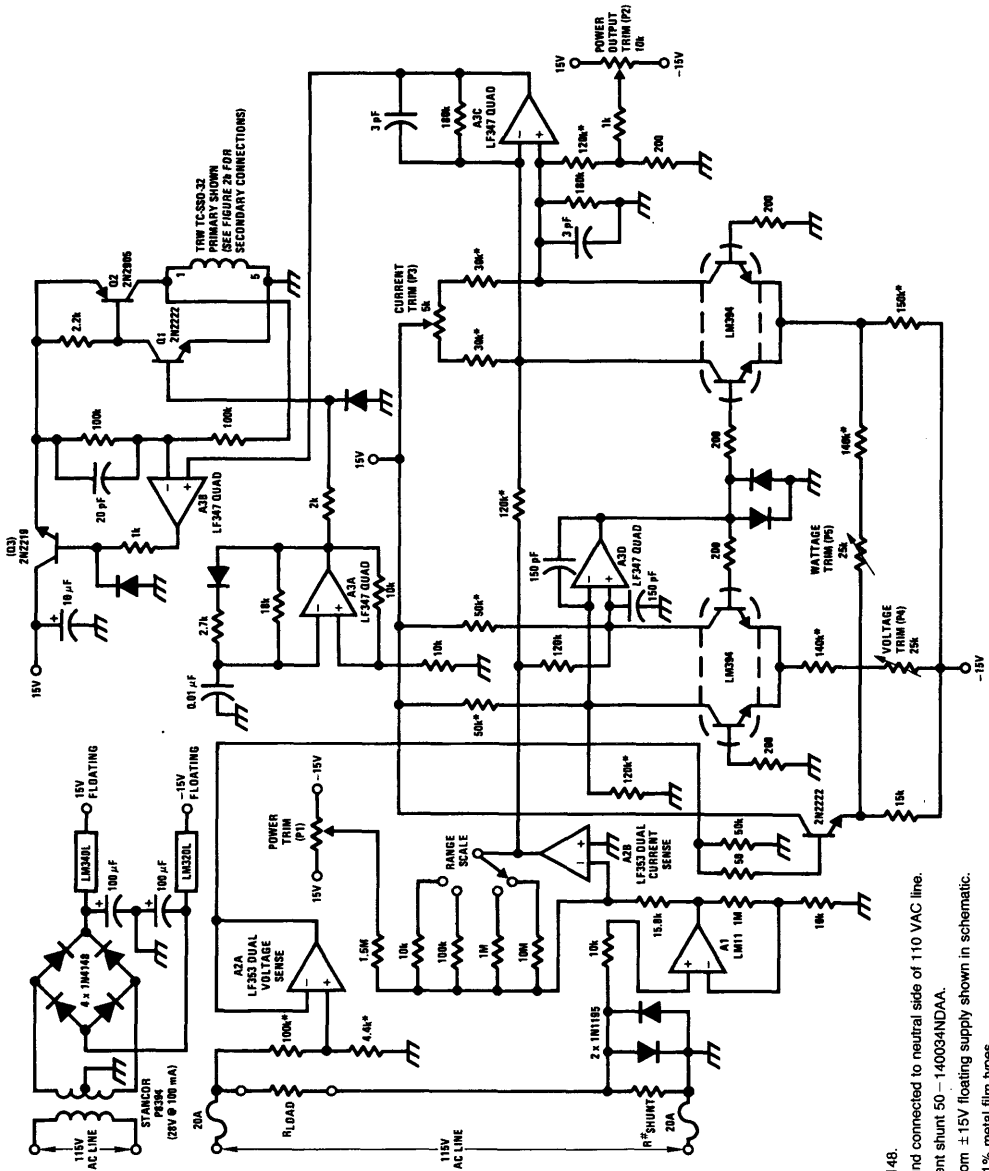 115V
AC LINE
STANCOR
P8394
(28V @ 100 mA)
4 x 1N4148
LM340L
LM320L
100 μF
100 μF
15V
FLOATING
-15V
FLOATING
115V
AC LINE
20A
20A
RLOAD
R#SHUNT
100k*
4.4k*
A2A
LF353 DUAL
VOLTAGE
SENSE
2 x 1N1195
10k
A1
LM11
1M
10k
15.8k
1.5M
10k
100k
1M
10M
RANGE
SCALE
POWER
TRIM (P1)
15V
-15V
A2B
LF353 DUAL
CURRENT
SENSE
50
50k
2N2222
15k
120k*
50k*
50k*
120k
200
LM394
140k*
VOLTAGE
TRIM (P4)
25k
-15V
200
A3D
LF347 QUAD
150 pF
150 pF
120k*
200
WATTAGE
TRIM (P5)
25k
140k*
LM394
150k*
200
15V
CURRENT
TRIM (P3)
5k
30k*
30k*
3 pF
180k
120k*
200
1k
POWER
OUTPUT
TRIM (P2)
10k
15V
-15V
A3C
LF347 QUAD
3 pF
180k
15V
10 μF
(Q3)
2N2219
1k
A3B
LF347 QUAD
20 pF
100k
100k
2.2k
Q1
2N2222
Q2
2N2905
1
5
TRW TC-SSO-32
PRIMARY SHOWN
(SEE FIGURE 2b FOR
SECONDARY CONNECTIONS)
0.01 μF
2.7k
18k
A3A
LF347 QUAD
10k
10k
2k
148.
nd connected to neutral side of 110 VAC line.
ent shunt 50–140034NDAA.
om ±15V floating supply shown in schematic.
1% metal film types